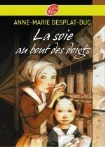 ANNE-MARIE DESPLAT-DUC
La soie
au bout des doigts